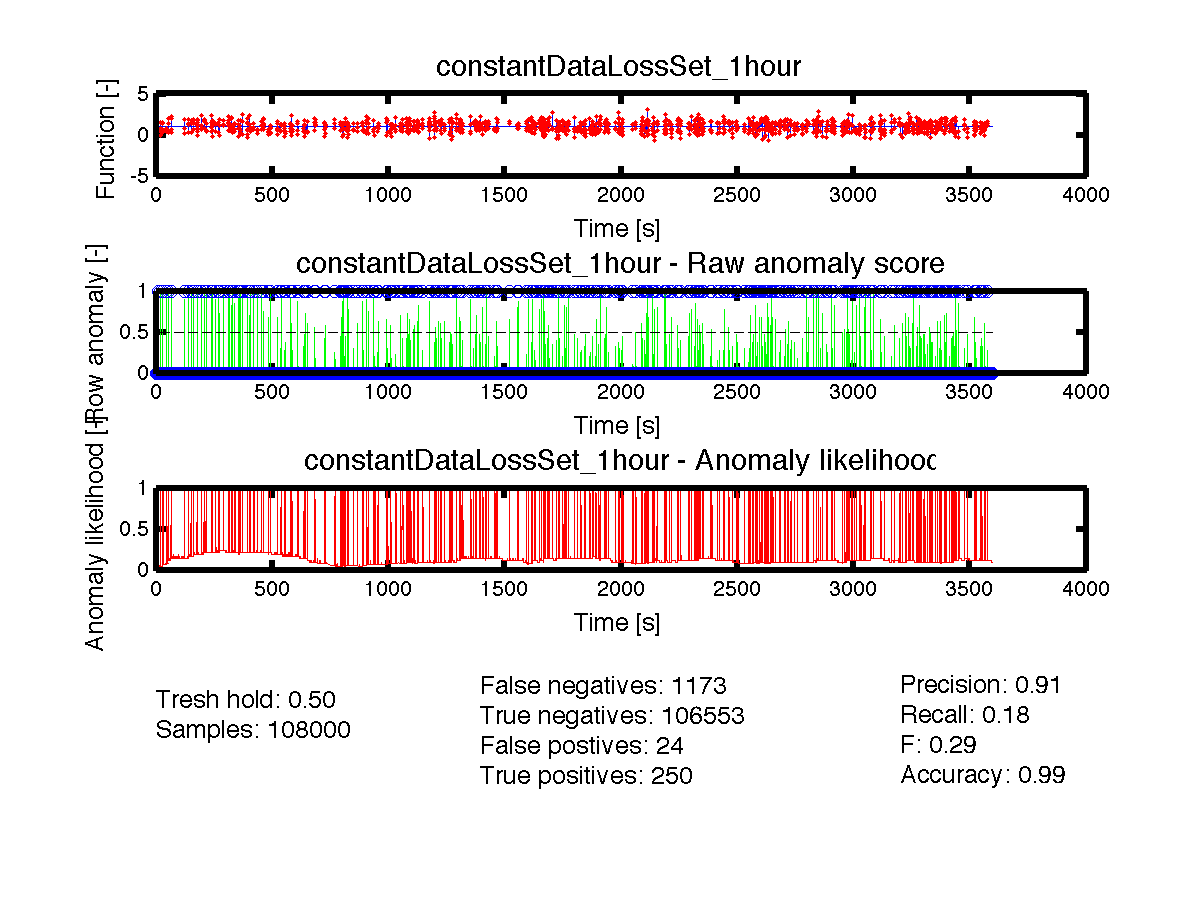 constantDataLossSet_1hour
Function [-]
5
0
-5
0 500 1000 1500 2000 2500 3000 3500 4000
Time [s]
constantDataLossSet_1hour - Raw anomaly score
Row anomaly [-]
1
0.5
0
0 500 1000 1500 2000 2500 3000 3500 4000
Time [s]
constantDataLossSet_1hour - Anomaly likelihood
Anomaly likelihood [-]
1
0.5
0
0 500 1000 1500 2000 2500 3000 3500 4000
Time [s]
Tresh hold: 0.50
Samples: 108000
False negatives: 1173
True negatives: 106553
False postives: 24
True positives: 250
Precision: 0.91
Recall: 0.18
F: 0.29
Accuracy: 0.99